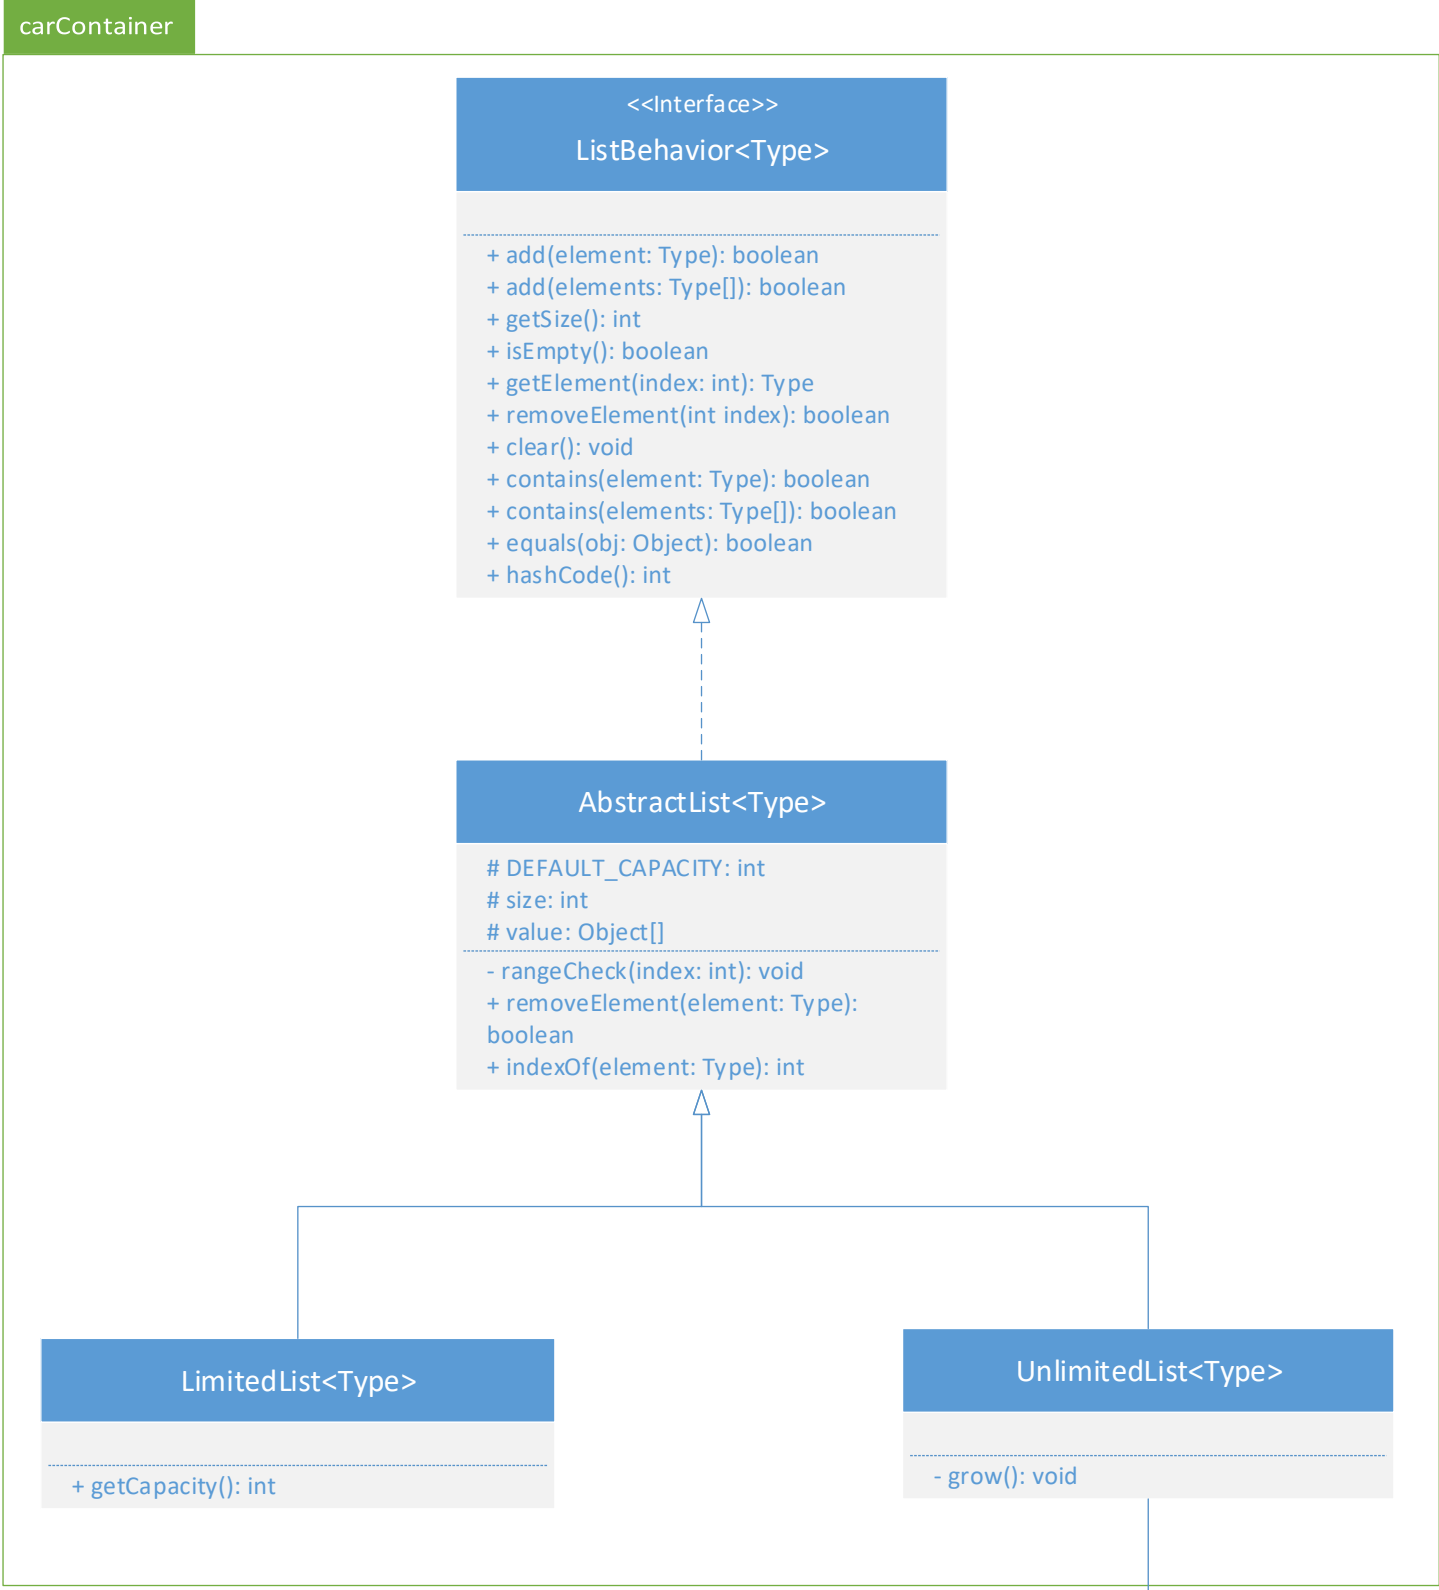 carContainer
<<Interface>>
ListBehavior<Type>
+ add(element: Type): boolean
+ add(elements: Type[]): boolean
+ getSize(): int
+ isEmpty(): boolean
+ getElement(index: int): Type
+ removeElement(int index): boolean
+ clear(): void
+ contains(element: Type): boolean
+ contains(elements: Type[]): boolean
+ equals(obj: Object): boolean
+ hashCode(): int
AbstractList<Type>
# DEFAULT_CAPACITY: int
# size: int
# value: Object[]
- rangeCheck(index: int): void
+ removeElement(element: Type):
boolean
+ indexOf(element: Type): int
LimitedList<Type>
+ getCapacity(): int
UnlimitedList<Type>
- grow(): void